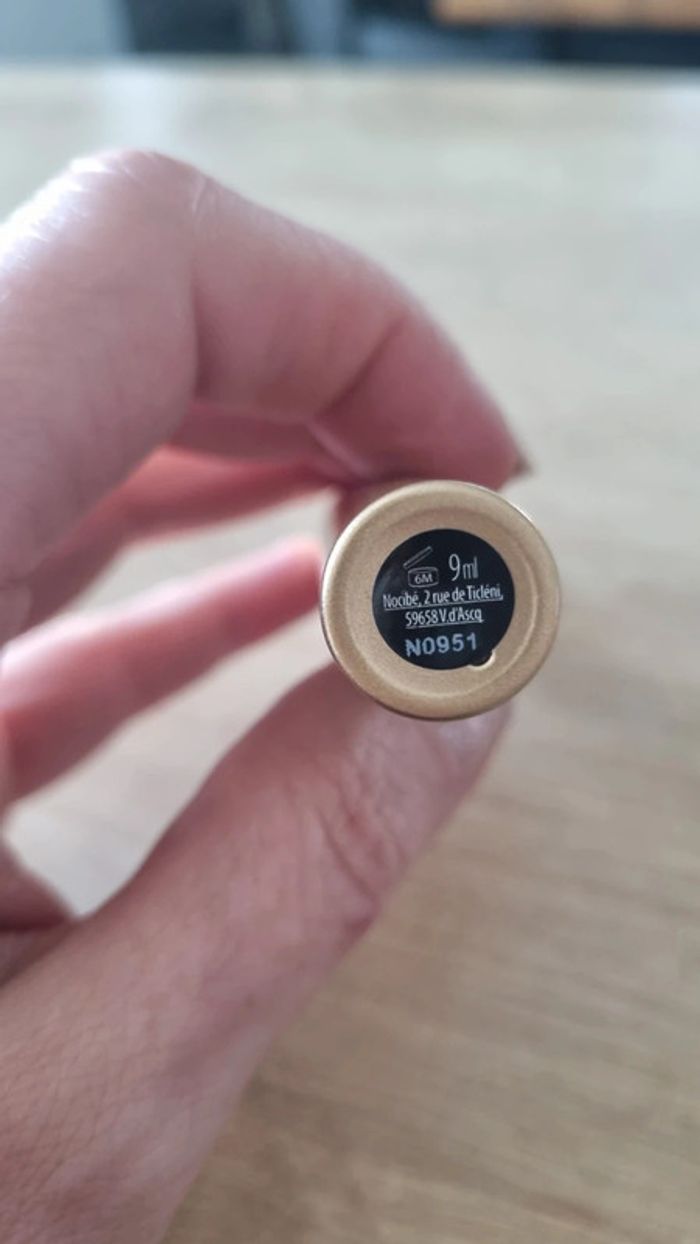 6M 9ml
Nocibé, 2 rue de Ticléni,
59658 V.d'Ascq
N0951